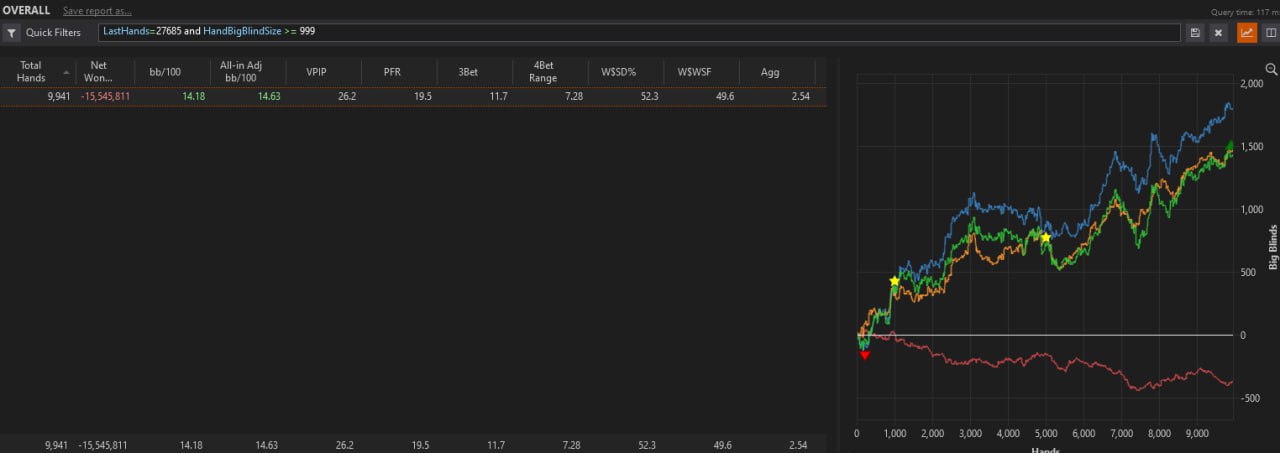 OVERALL Save report as... Query time: 117 m
Quick Filters LastHands=27685 and HandBigBlindSize >= 999
Total Hands Net Won... bb/100 All-in Adj bb/100 VPIP PFR 3Bet 4Bet Range W$SD% W$WSF Agg
9,941 -15,545,811 14.18 14.63 26.2 19.5 11.7 7.28 52.3 49.6 2.54
9,941 -15,545,811 14.18 14.63 26.2 19.5 11.7 7.28 52.3 49.6 2.54
2,000
1,500
1,000
500
0
-500
Big Blinds
0 1,000 2,000 3,000 4,000 5,000 6,000 7,000 8,000 9,000
Hands